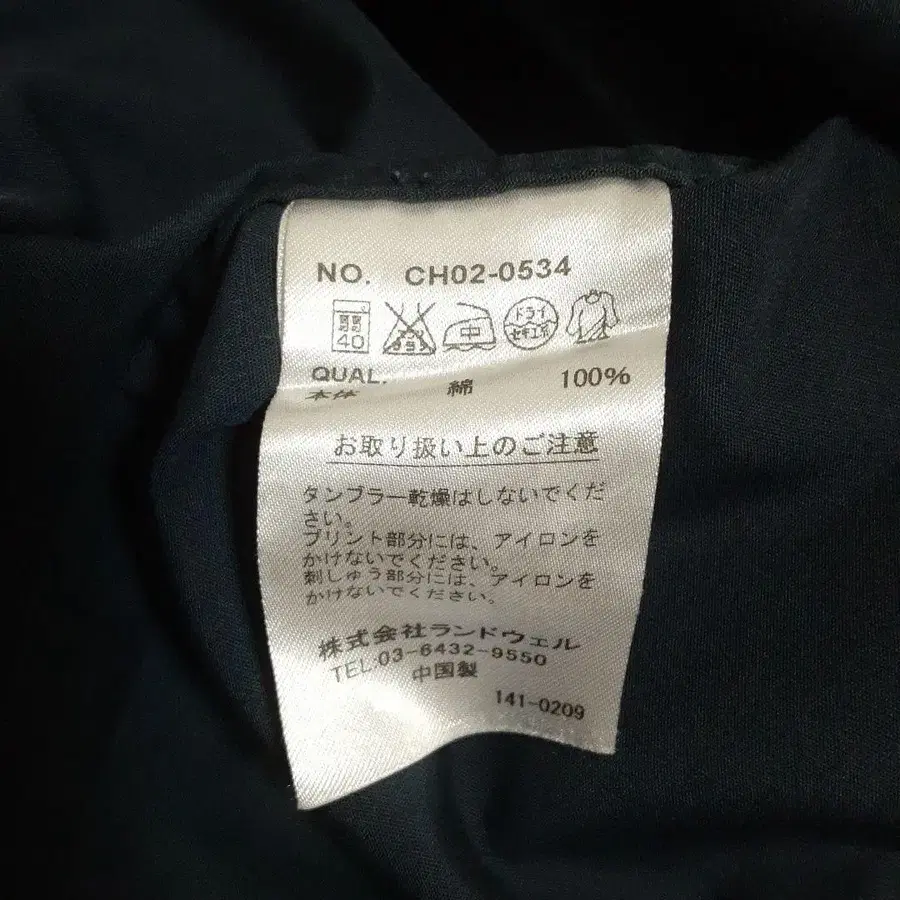 NO. CH02-0534
40 中 ドライ セキユ系
QUAL.
本体 綿 100%
お取り扱い上のご注意
タンブラー乾燥はしないでくだ
さい。
プリント部分には、アイロンを
かけないでください。
刺しゅう部分には、アイロンを
かけないでください。
株式会社ランドウェル
TEL.03-6432-9550
中国製
141-0209